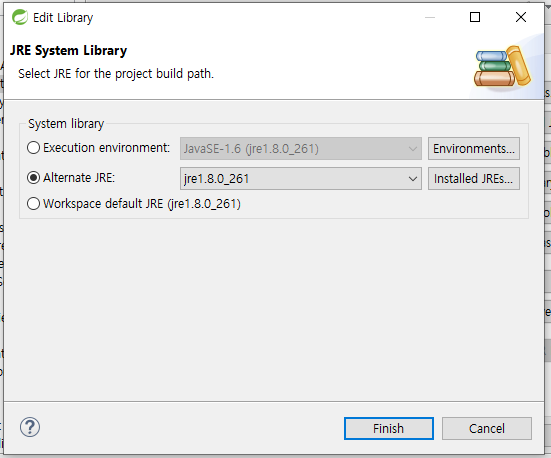 Edit Library
JRE System Library
Select JRE for the project build path.
System library
Execution environment: JavaSE-1.6 (jre1.8.0_261) Environments...
Alternate JRE: jre1.8.0_261 Installed JREs...
Workspace default JRE (jre1.8.0_261)
? Finish Cancel